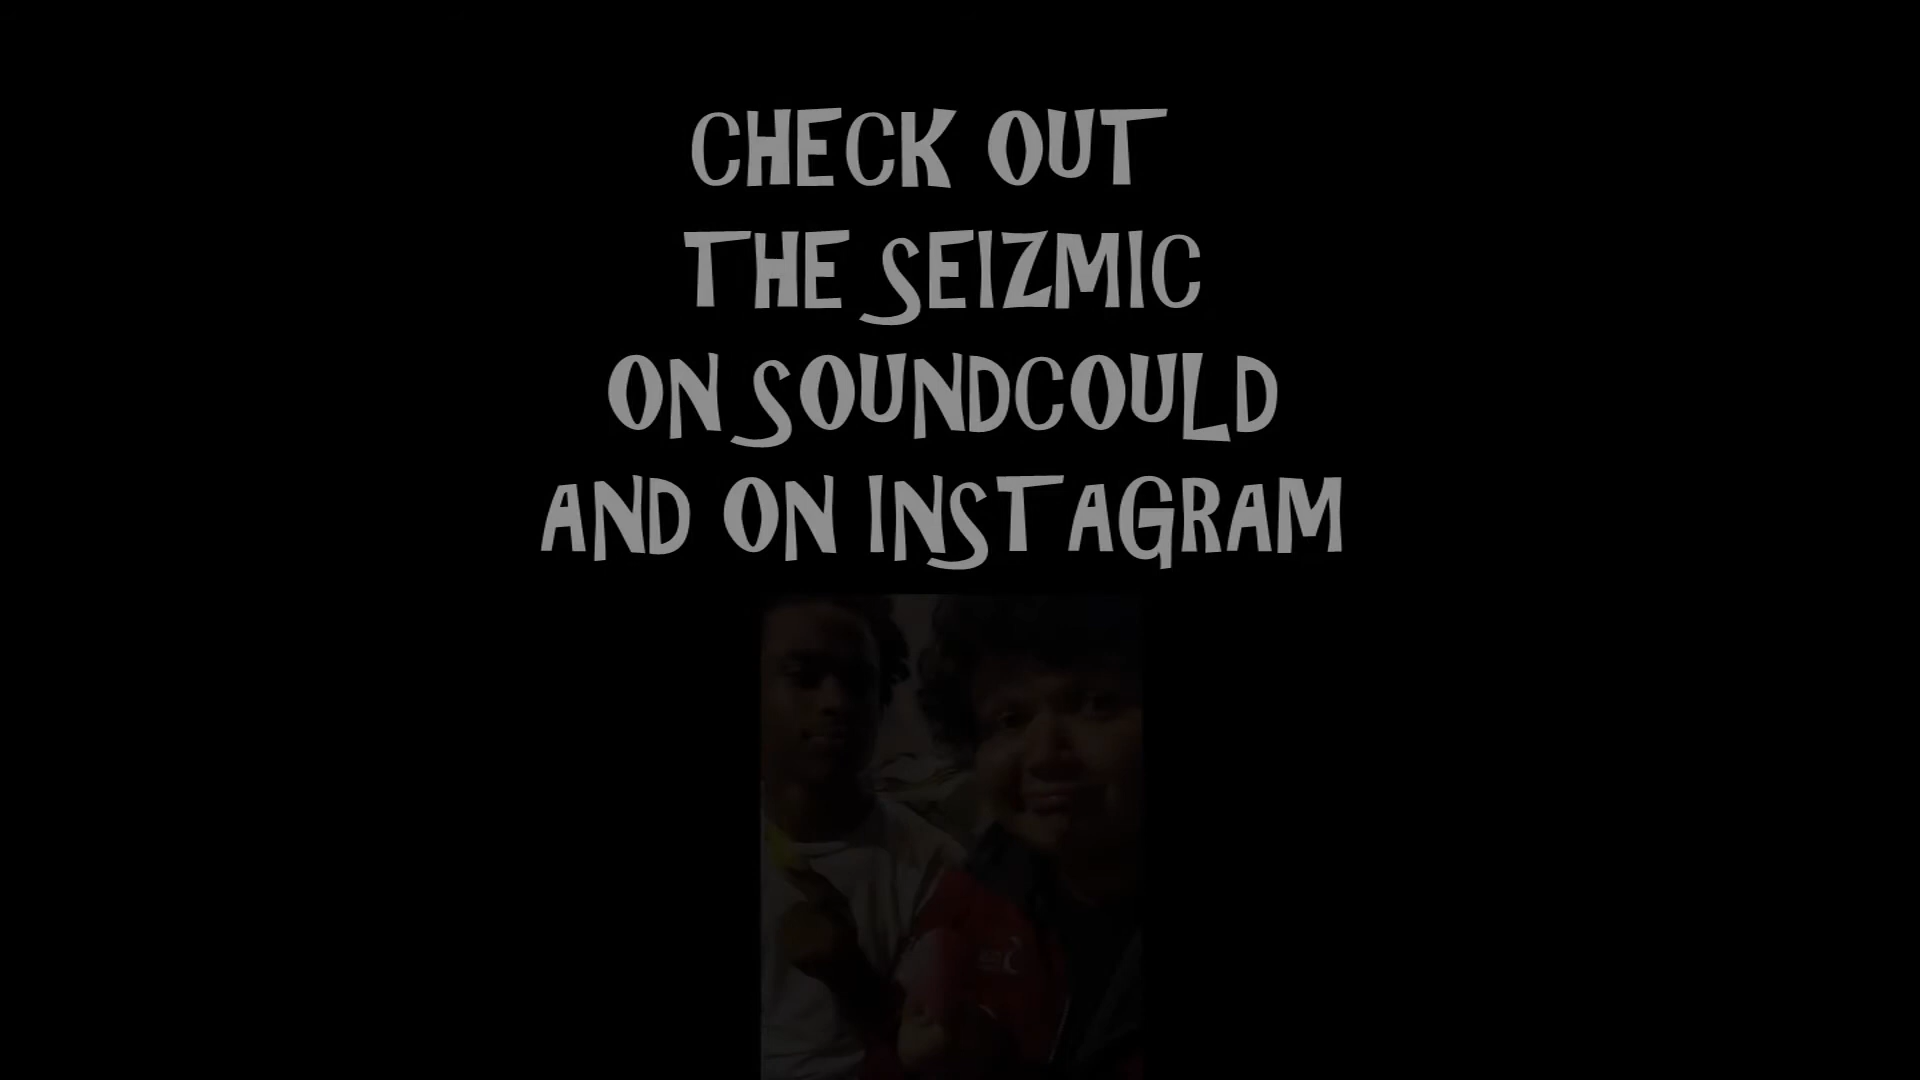 CHECK OUT
THE SEIZMIC
ON SOUNDCOULD
AND ON INSTAGRAM